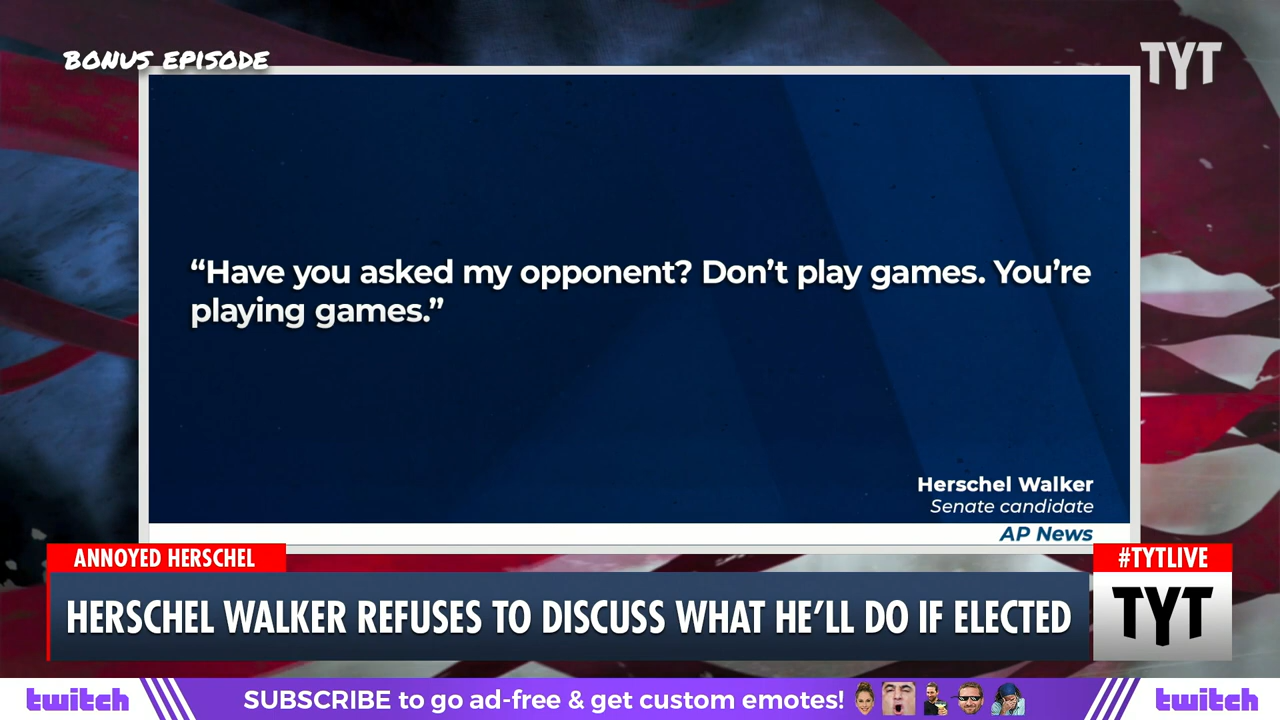 BONUS EPISODE
TYT
“Have you asked my opponent? Don’t play games. You’re
playing games.”
Herschel Walker
Senate candidate
AP News
ANNOYED HERSCHEL
#TYTLIVE
HERSCHEL WALKER REFUSES TO DISCUSS WHAT HE’LL DO IF ELECTED
TYT
twitch
SUBSCRIBE to go ad-free & get custom emotes!
twitch